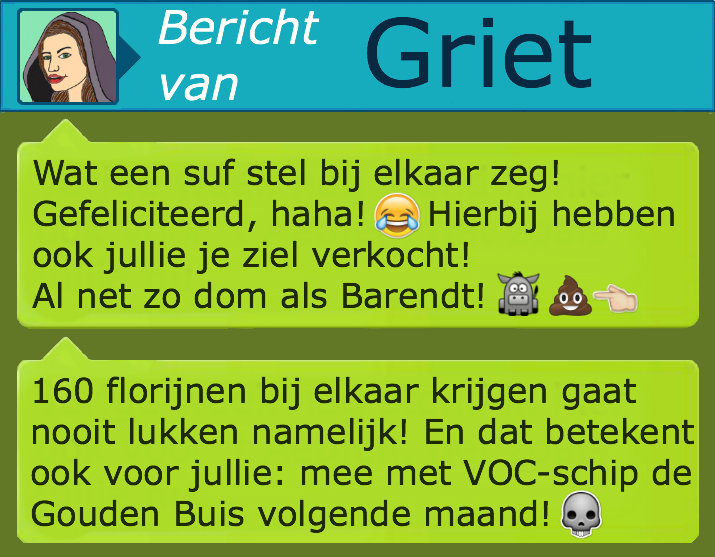 Bericht
van
Griet
Wat een suf stel bij elkaar zeg!
Gefeliciteerd, haha! 😂 Hierbij hebben
ook jullie je ziel verkocht!
Al net zo dom als Barendt!
160 florijnen bij elkaar krijgen gaat
nooit lukken namelijk! En dat betekent
ook voor jullie: mee met VOC-schip de
Gouden Buis volgende maand!